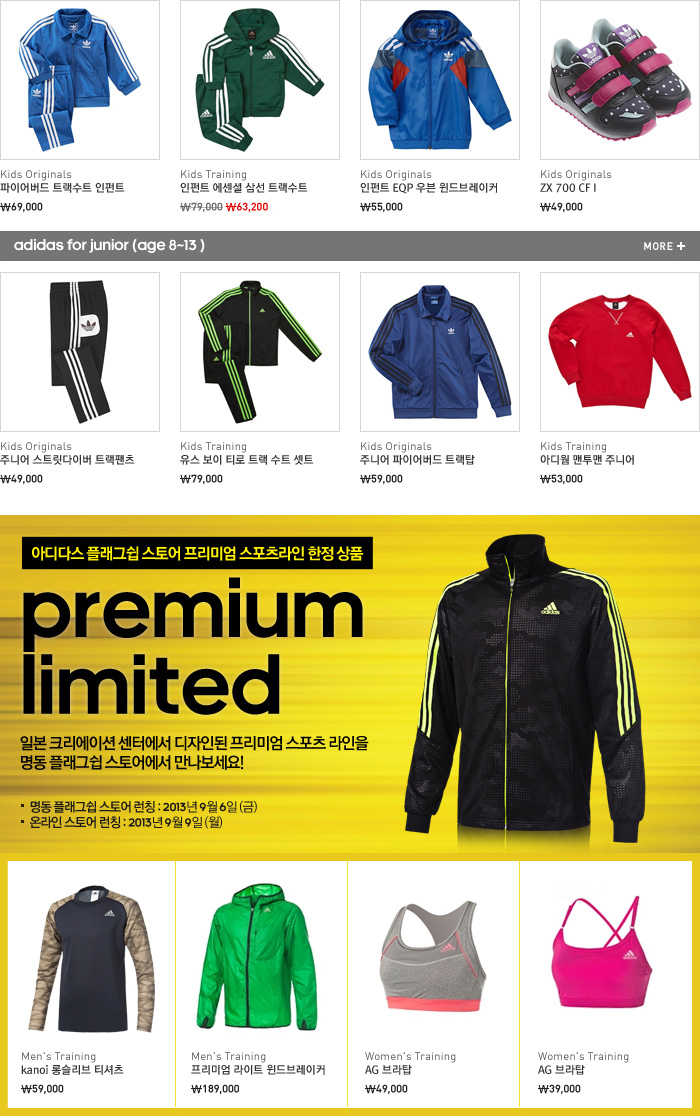 Kids Originals
파이어버드 트랙수트 인펀트
₩69,000
Kids Training
인펀트 에센셜 삼선 트랙수트
₩79,000 ₩63,200
Kids Originals
인펀트 EQP 우븐 윈드브레이커
₩55,000
Kids Originals
ZX 700 CF I
₩49,000
adidas for junior (age 8~13 )
MORE +
Kids Originals
주니어 스트릿다이버 트랙팬츠
₩49,000
Kids Training
유스 보이 티로 트랙 수트 셋트
₩79,000
Kids Originals
주니어 파이어버드 트랙탑
₩59,000
Kids Training
아디웜 맨투맨 주니어
₩53,000
아디다스 플래그쉽 스토어 프리미엄 스포츠라인 한정 상품
premium
limited
adidas
일본 크리에이션 센터에서 디자인된 프리미엄 스포츠 라인을
명동 플래그쉽 스토어에서 만나보세요!
▪ 명동 플래그쉽 스토어 런칭 : 2013년 9월 6일 (금)
▪ 온라인 스토어 런칭 : 2013년 9월 9일 (월)
Men's Training
kanoi 롱슬리브 티셔츠
₩59,000
Men's Training
프리미엄 라이트 윈드브레이커
₩189,000
Women's Training
AG 브라탑
₩49,000
Women's Training
AG 브라탑
₩39,000